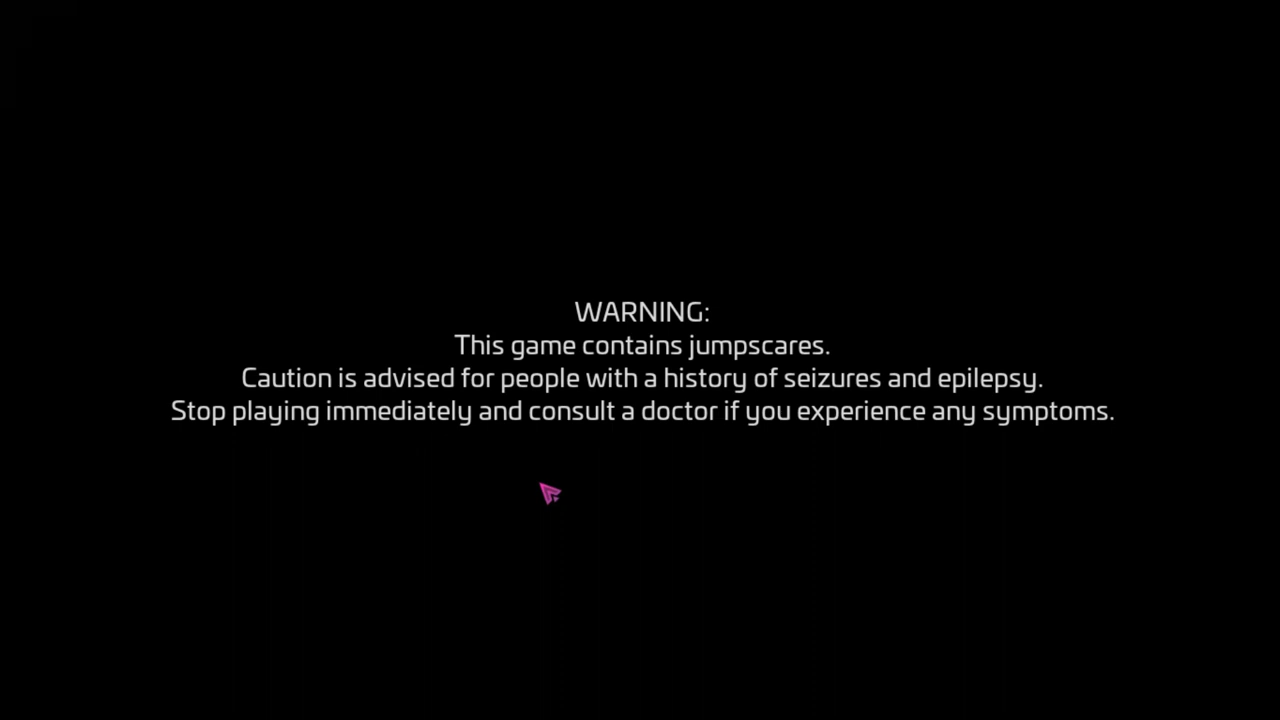 WARNING:
This game contains jumpscares.
Caution is advised for people with a history of seizures and epilepsy.
Stop playing immediately and consult a doctor if you experience any symptoms.